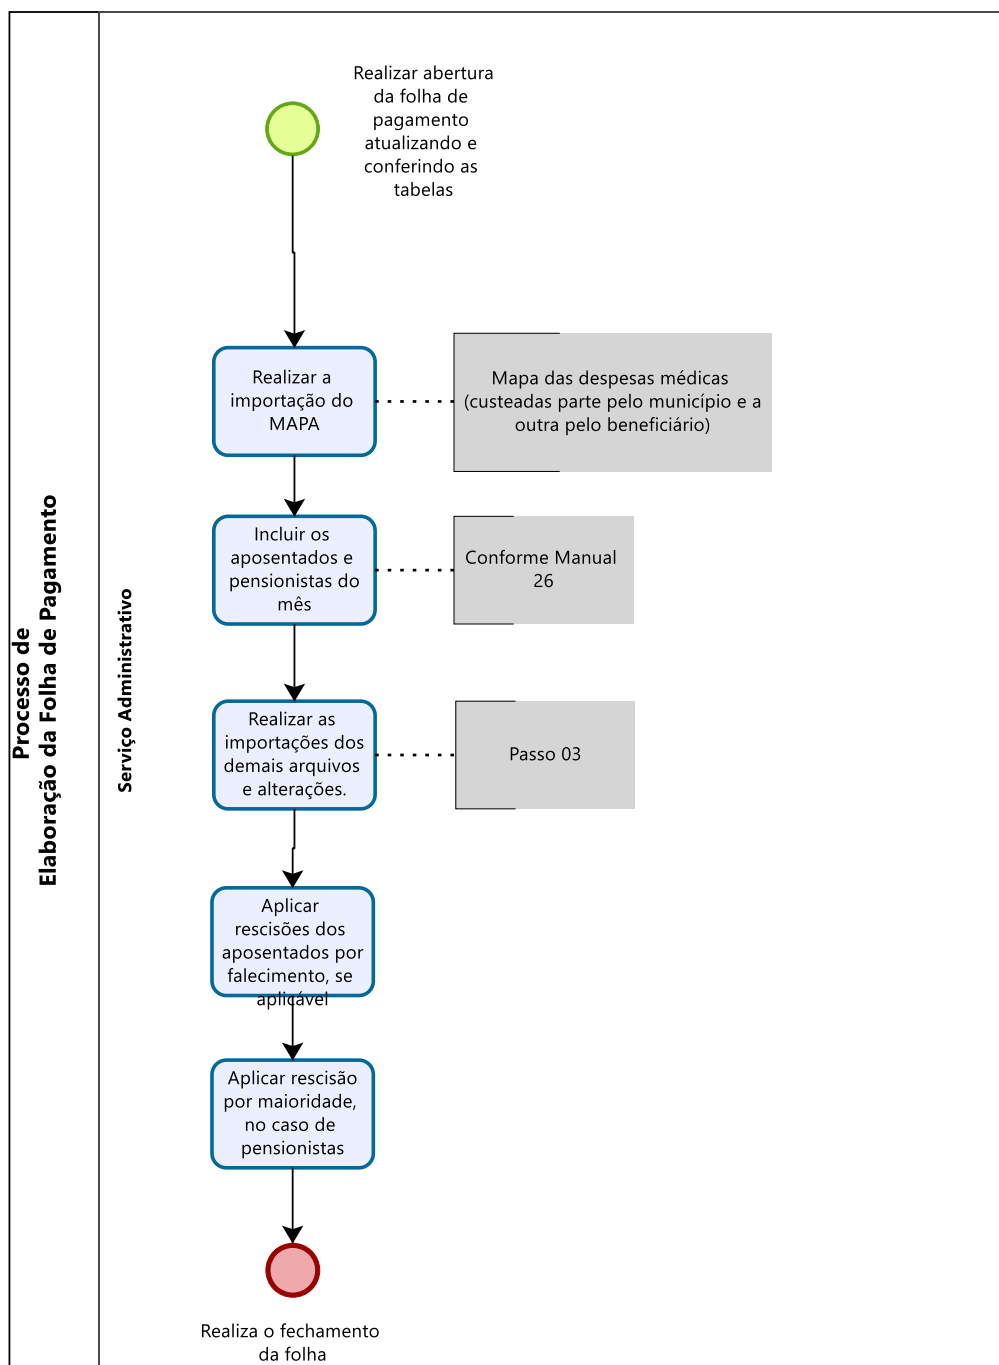 Processo de
Elaboração da Folha de Pagamento
Serviço Administrativo
Realizar abertura
da folha de
pagamento
atualizando e
conferindo as
tabelas
Realizar a
importação do
MAPA
Mapa das despesas médicas
(custeadas parte pelo município e a
outra pelo beneficiário)
Incluir os
aposentados e
pensionistas do
mês
Conforme Manual
26
Realizar as
importações dos
demais arquivos
e alterações.
Passo 03
Aplicar
rescisões dos
aposentados por
falecimento, se
aplicável
Aplicar rescisão
por maioridade,
no caso de
pensionistas
Realiza o fechamento
da folha